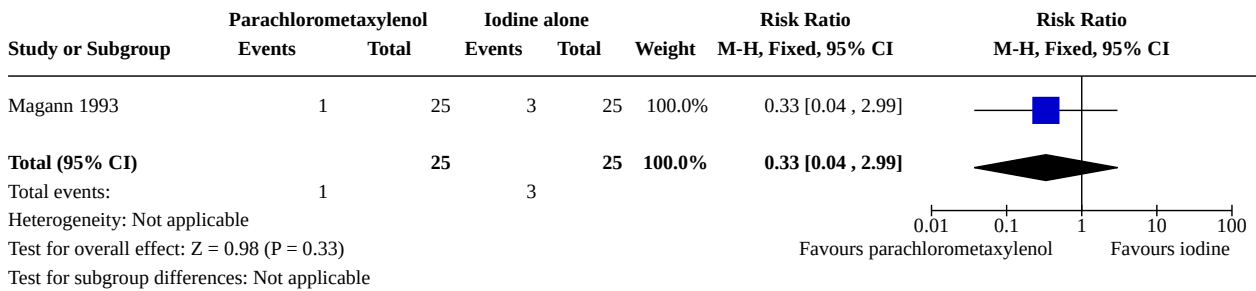 Parachlorometaxylenol Iodine alone Risk Ratio Risk Ratio
Study or Subgroup Events Total Events Total Weight M-H, Fixed, 95% CI M-H, Fixed, 95% CI
Magann 1993 1 25 3 25 100.0% 0.33 [0.04 , 2.99]
Total (95% CI) 25 25 100.0% 0.33 [0.04 , 2.99]
Total events: 1 3
Heterogeneity: Not applicable
Test for overall effect: Z = 0.98 (P = 0.33)
Test for subgroup differences: Not applicable
0.01 0.1 1 10 100
Favours parachlorometaxylenol Favours iodine